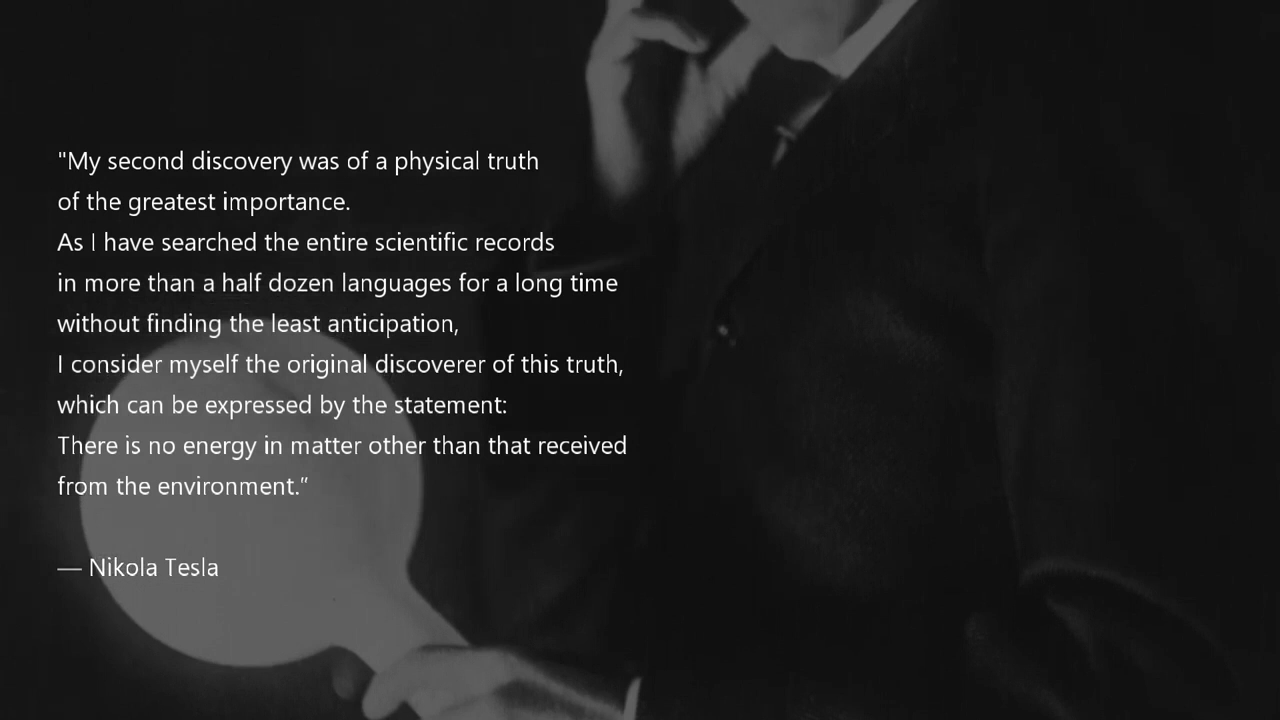 "My second discovery was of a physical truth
of the greatest importance.
As I have searched the entire scientific records
in more than a half dozen languages for a long time
without finding the least anticipation,
I consider myself the original discoverer of this truth,
which can be expressed by the statement:
There is no energy in matter other than that received
from the environment."
— Nikola Tesla